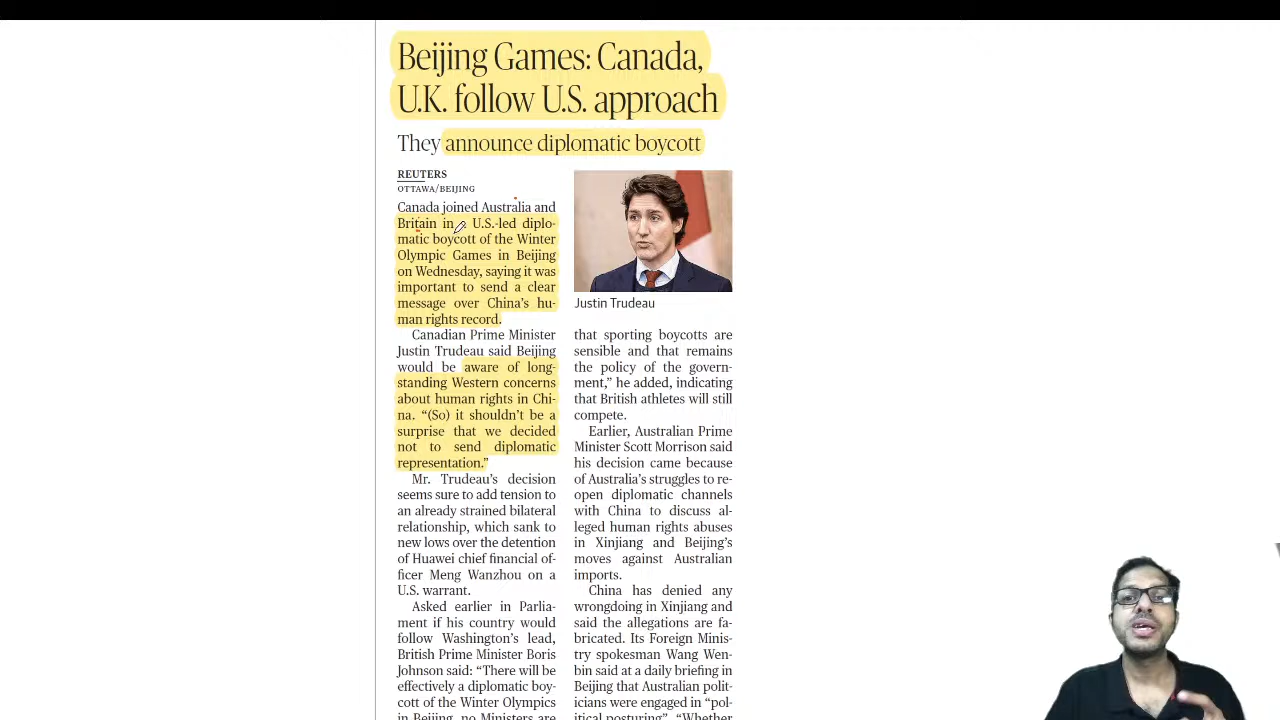 Beijing Games: Canada,
U.K. follow U.S. approach
They announce diplomatic boycott
REUTERS
OTTAWA/BEIJING
Canada joined Australia and
Britain in U.S.-led diplo-
matic boycott of the Winter
Olympic Games in Beijing
on Wednesday, saying it was
important to send a clear
message over China's hu-
man rights record.
Canadian Prime Minister
Justin Trudeau said Beijing
would be aware of long-
standing Western concerns
about human rights in Chi-
na. “(So) it shouldn't be a
surprise that we decided
not to send diplomatic
representation.”
Mr. Trudeau's decision
seems sure to add tension to
an already strained bilateral
relationship, which sank to
new lows over the detention
of Huawei chief financial of-
ficer Meng Wanzhou on a
U.S. warrant.
Asked earlier in Parlia-
ment if his country would
follow Washington's lead,
British Prime Minister Boris
Johnson said: “There will be
effectively a diplomatic boy-
cott of the Winter Olympics
in Beijing, no Ministers are
Justin Trudeau
that sporting boycotts are
sensible and that remains
the policy of the govern-
ment,” he added, indicating
that British athletes will still
compete.
Earlier, Australian Prime
Minister Scott Morrison said
his decision came because
of Australia's struggles to re-
open diplomatic channels
with China to discuss al-
leged human rights abuses
in Xinjiang and Beijing's
moves against Australian
imports.
China has denied any
wrongdoing in Xinjiang and
said the allegations are fa-
bricated. Its Foreign Minis-
try spokesman Wang Wen-
bin said at a daily briefing in
Beijing that Australian polit-
icians were engaged in “pol-
itical posturing”. “Whether